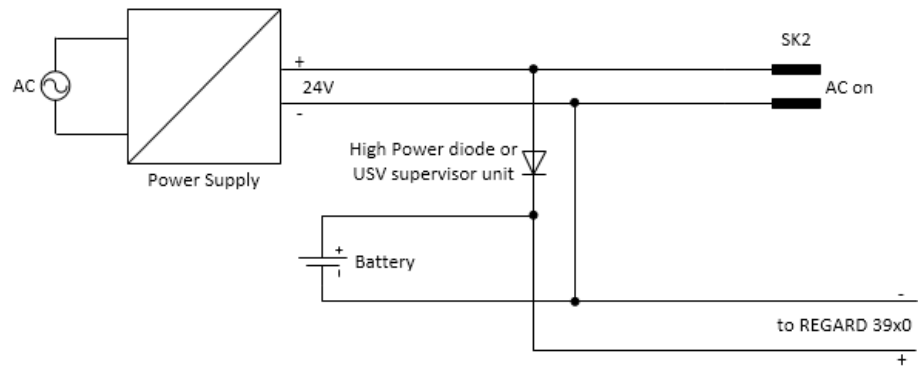 SK2
+
AC
24V
AC on
-
High Power diode or
USV supervisor unit
Power Supply
+
Battery
-
-
to REGARD 39x0
+